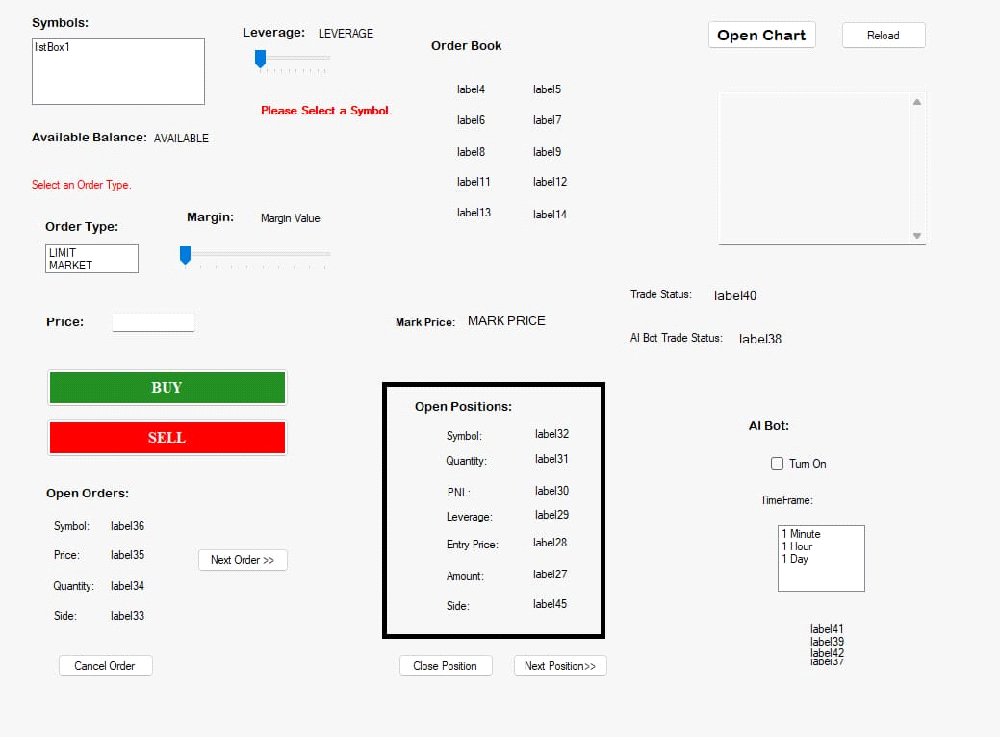 Symbols:
listBox1
Leverage: LEVERAGE
Order Book
Open Chart
Reload
label4 label5
Please Select a Symbol.
label6 label7
Available Balance: AVAILABLE
label8 label9
Select an Order Type.
label11 label12
label13 label14
Margin: Margin Value
Order Type:
LIMIT
MARKET
Trade Status: label40
Price:
Mark Price: MARK PRICE
AI Bot Trade Status: label38
BUY
SELL
Open Positions:
Symbol: label32
Quantity: label31
PNL: label30
Leverage: label29
Entry Price: label28
Amount: label27
Side: label45
Close Position
Next Position>>
AI Bot:
Turn On
TimeFrame:
1 Minute
1 Hour
1 Day
label41
label39
label42
label37
Open Orders:
Symbol: label36
Price: label35
Next Order >>
Quantity: label34
Side: label33
Cancel Order